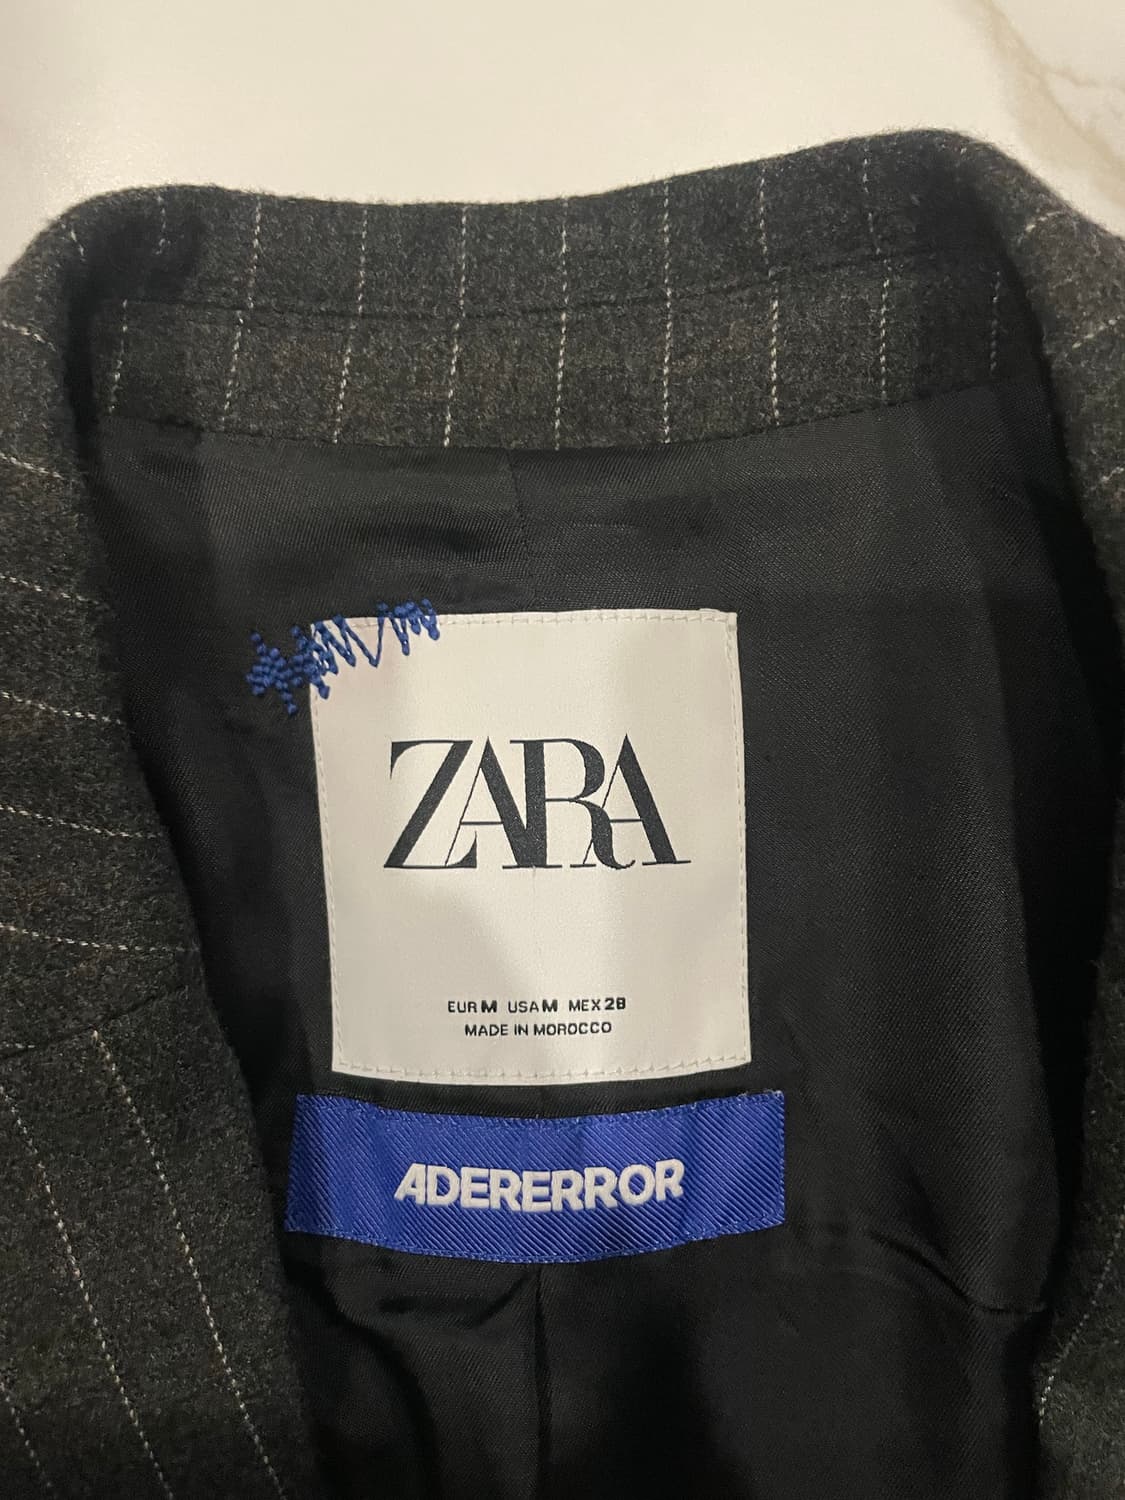 ZARA
EUR M USA M MEX 28
MADE IN MOROCCO
ADERERROR